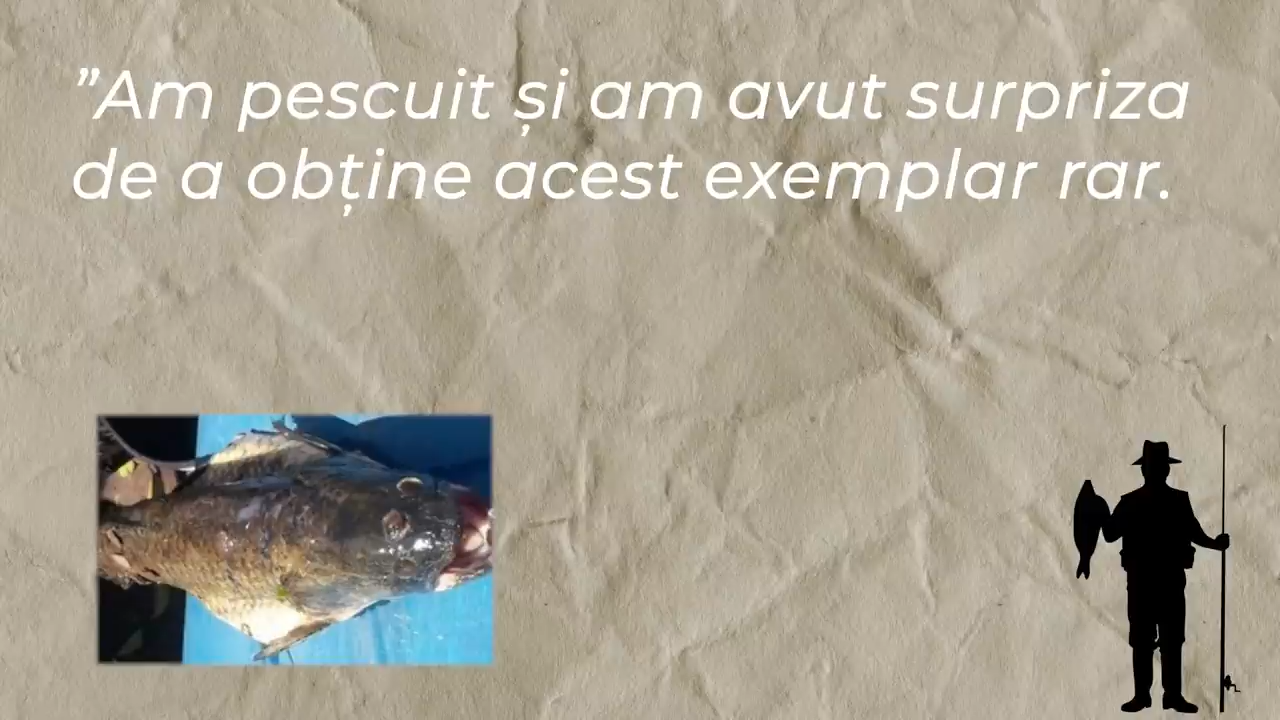 ”Am pescuit și am avut surpriza
de a obține acest exemplar rar.